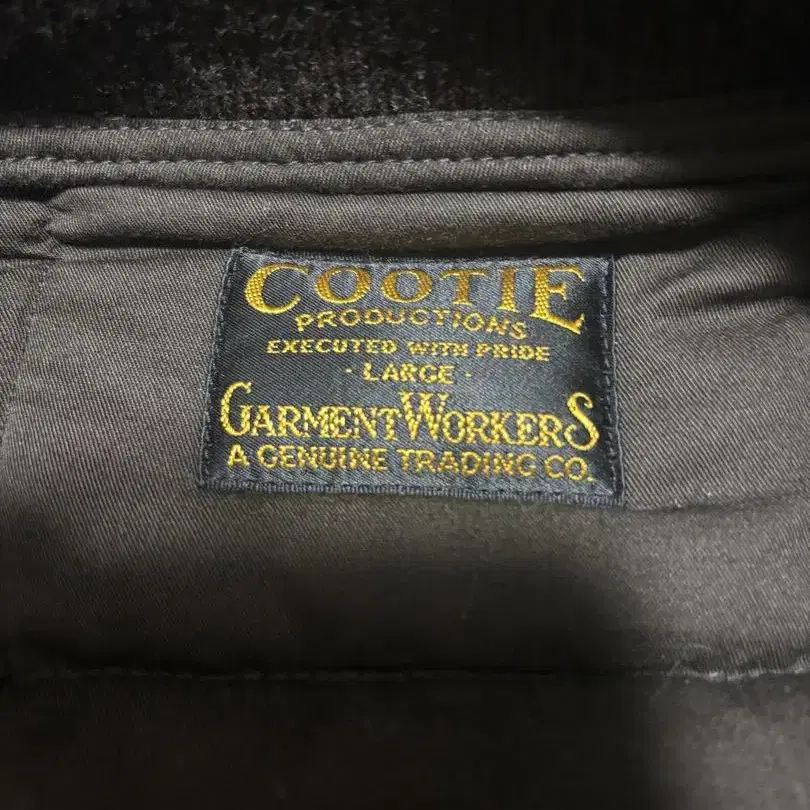 COOTIE
PRODUCTIONS
EXECUTED WITH PRIDE
· LARGE ·
GARMENT WORKERS
A GENUINE TRADING CO.